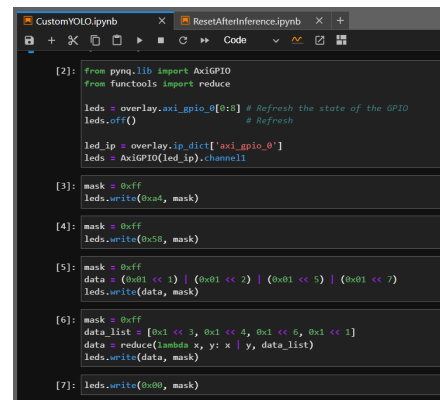 CustomYOLO.ipynb
ResetAfterInference.ipynb
Code
[2]: from pynq.lib import AxiGPIO
from functools import reduce
leds = overlay.axi_gpio_0[0:8] # Refresh the state of the GPIO
leds.off() # Refresh
led_ip = overlay.ip_dict['axi_gpio_0']
leds = AxiGPIO(led_ip).channel1
[3]: mask = 0xff
leds.write(0xa4, mask)
[4]: mask = 0xff
leds.write(0x58, mask)
[5]: mask = 0xff
data = (0x01 << 1) | (0x01 << 2) | (0x01 << 5) | (0x01 << 7)
leds.write(data, mask)
[6]: mask = 0xff
data_list = [0x1 << 3, 0x1 << 4, 0x1 << 6, 0x1 << 1]
data = reduce(lambda x, y: x | y, data_list)
leds.write(data, mask)
[7]: leds.write(0x00, mask)